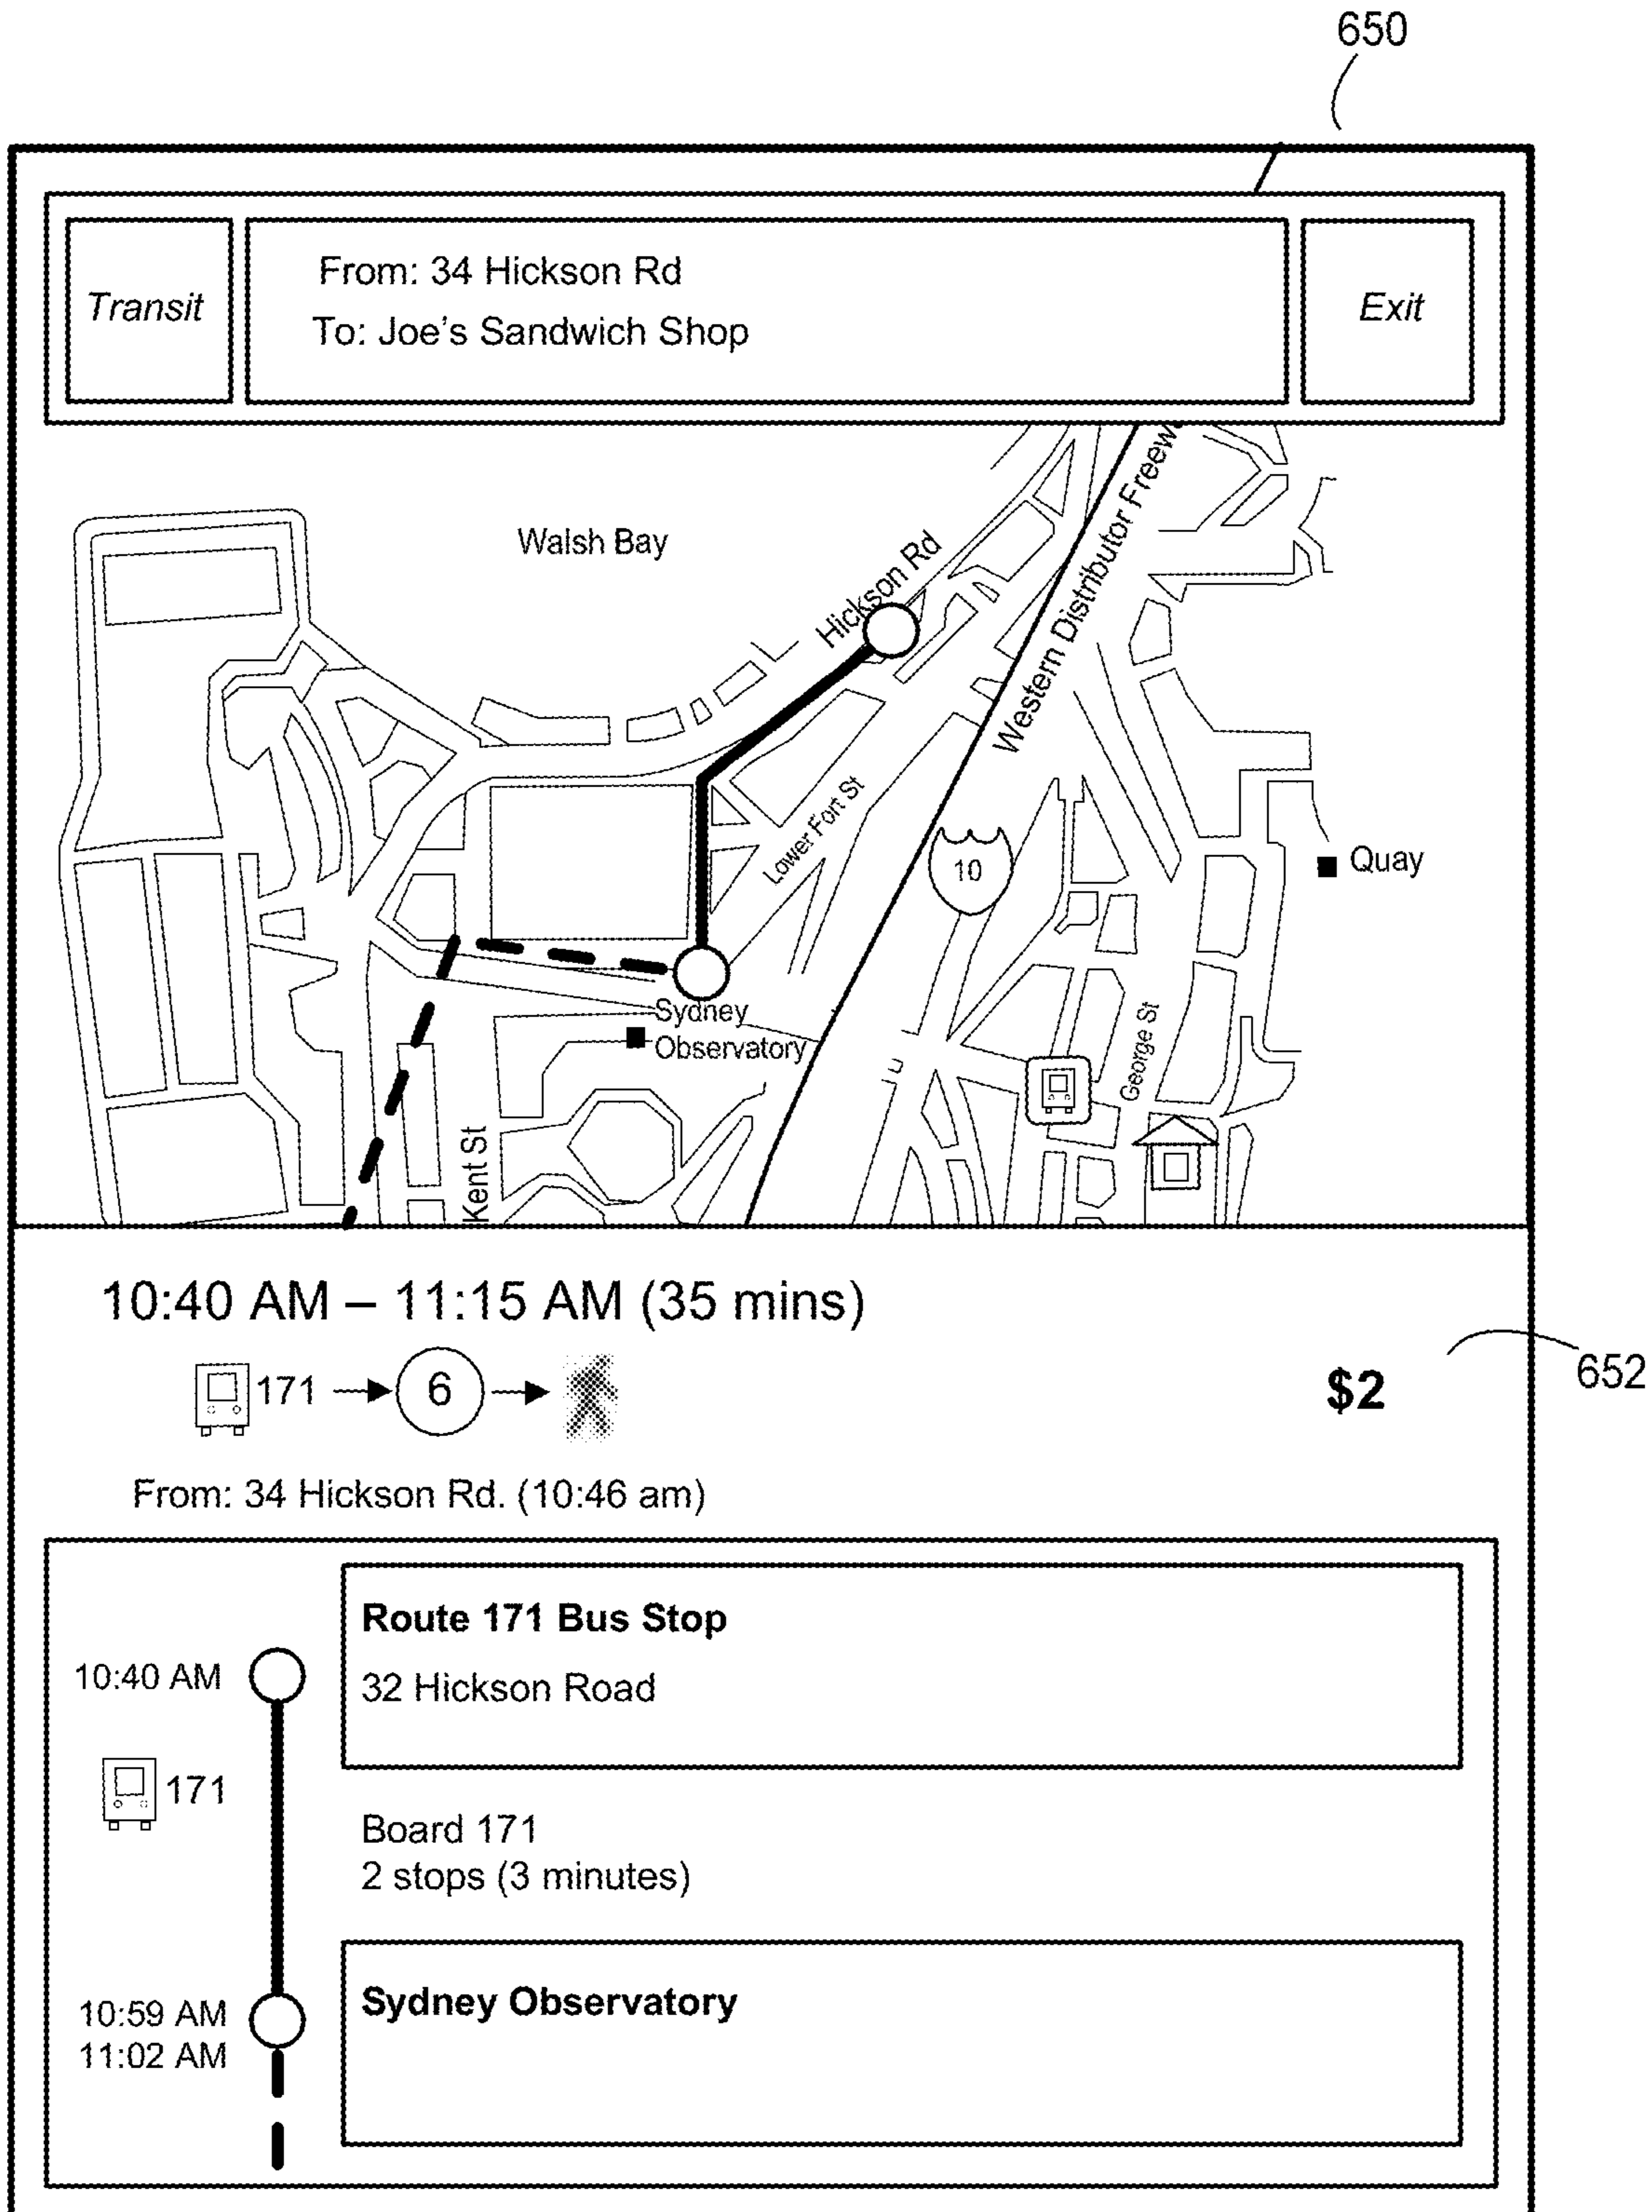 650
Transit
From: 34 Hickson Rd
To: Joe's Sandwich Shop
Exit
Walsh Bay
Hickson Rd
Western Distributor Freew
Lower Fort St
10
Quay
Sydney
Observatory
George St
Kent St
10:40 AM – 11:15 AM (35 mins)
171
6
$2
652
From: 34 Hickson Rd. (10:46 am)
Route 171 Bus Stop
10:40 AM
32 Hickson Road
171
Board 171
2 stops (3 minutes)
Sydney Observatory
10:59 AM
11:02 AM